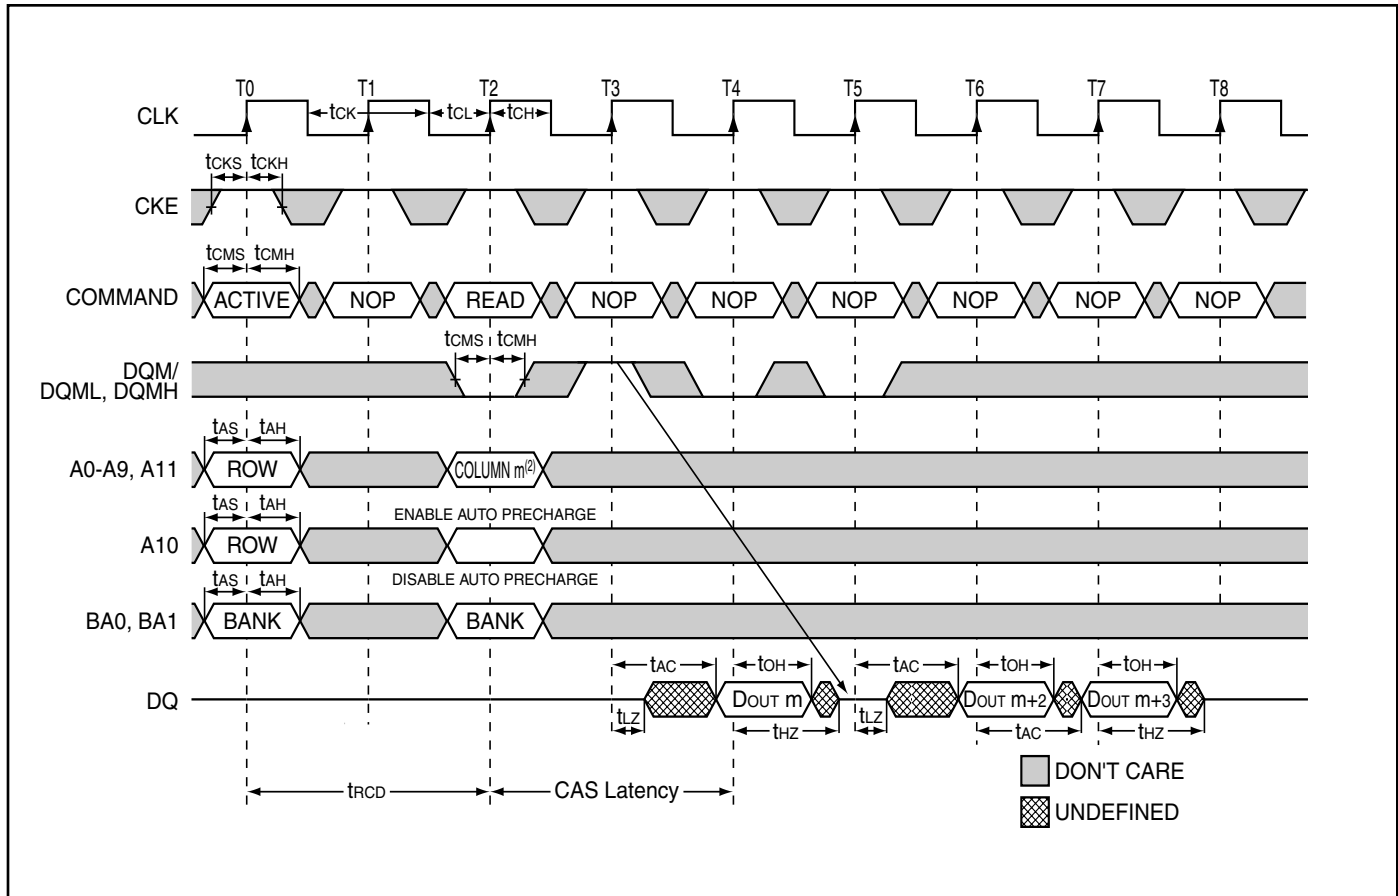 T0 T1 T2 T3 T4 T5 T6 T7 T8
CLK tCK tCL tCH
tCKS tCKH
CKE
tCMS tCMH
COMMAND ACTIVE NOP READ NOP NOP NOP NOP NOP NOP
tCMS tCMH
DQM/
DQML, DQMH
tAS tAH
A0-A9, A11 ROW COLUMN m(2)
tAS tAH ENABLE AUTO PRECHARGE
A10 ROW
tAS tAH DISABLE AUTO PRECHARGE
BA0, BA1 BANK BANK
tAC tOH tAC tOH tOH
DQ DOUT m DOUT m+2 DOUT m+3
tLZ tHZ tLZ tAC tHZ
DON'T CARE
tRCD CAS Latency
UNDEFINED